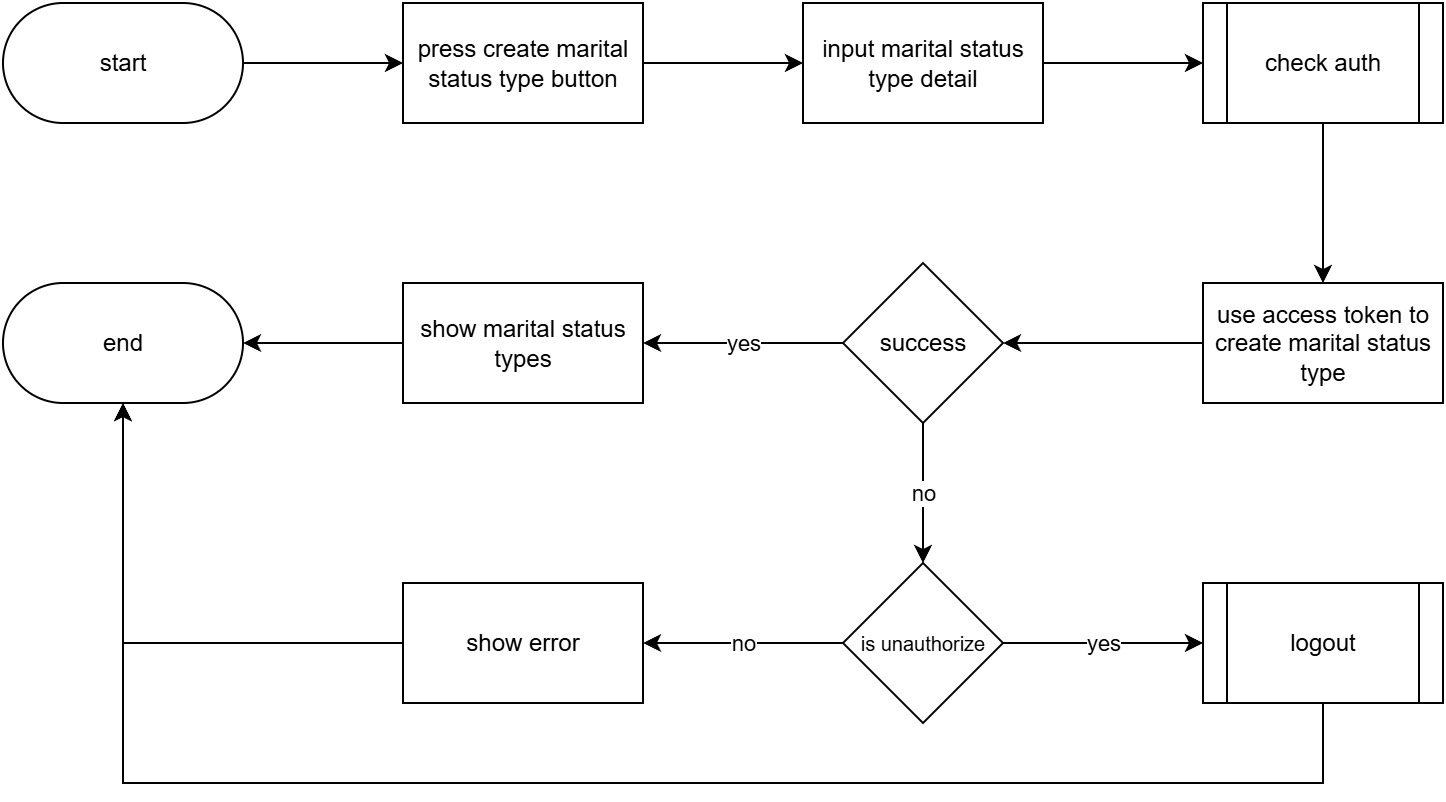 start
press create marital
status type button
input marital status
type detail
check auth
end
show marital status
types
yes
success
use access token to
create marital status
type
no
show error
no
is unauthorize
yes
logout